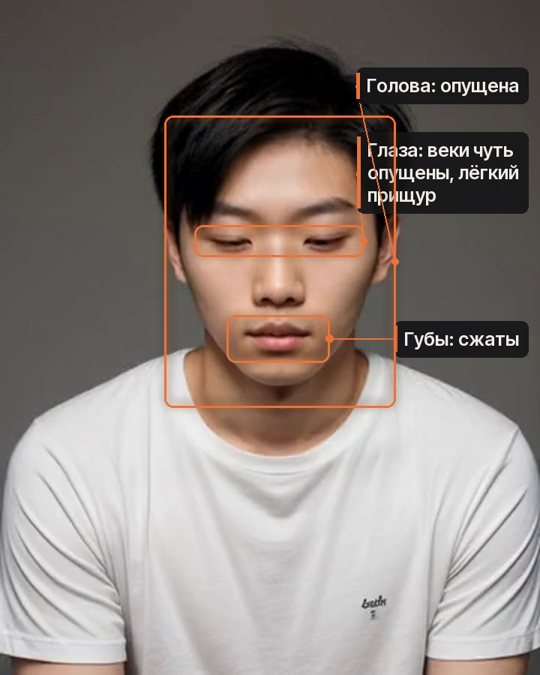 Голова: опущена
Глаза: веки чуть
опущены, лёгкий
прищур
Губы: сжаты